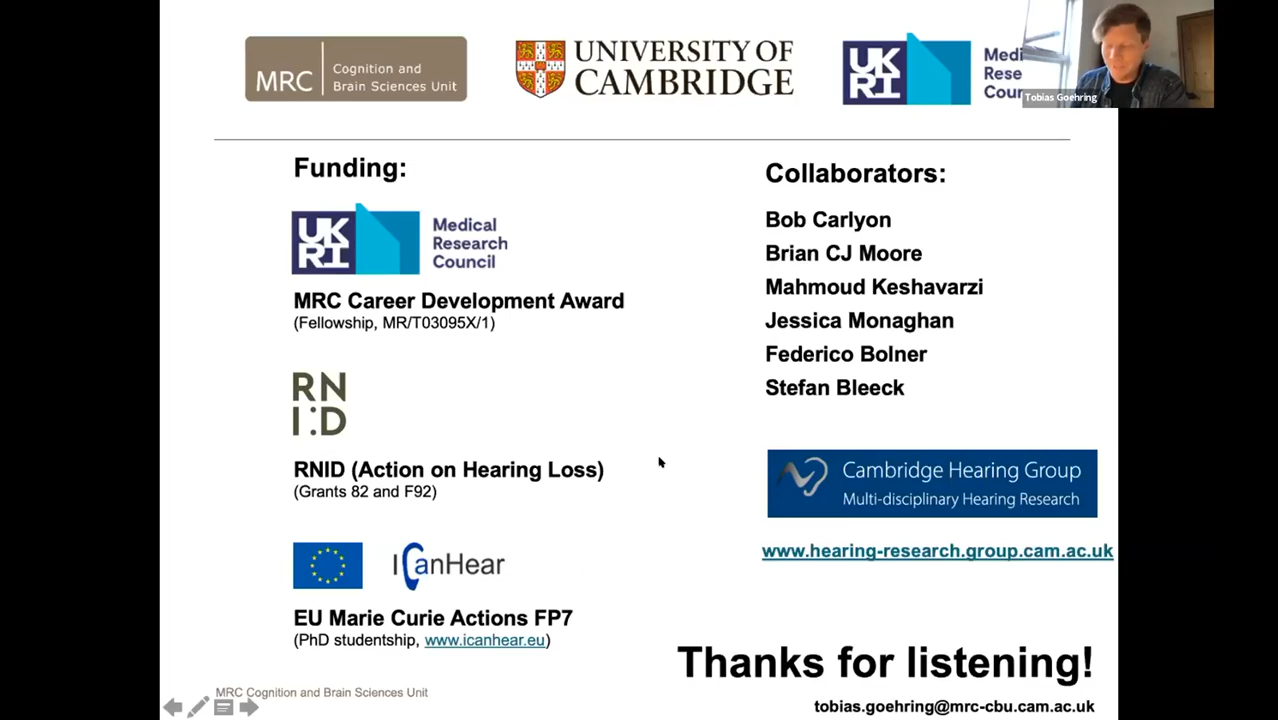 MRC
Cognition and
Brain Sciences Unit
UNIVERSITY OF
CAMBRIDGE
UK
RI
Medi
Rese
Cour
Tobias Goehring
Funding:
UK
RI
Medical
Research
Council
MRC Career Development Award
(Fellowship, MR/T03095X/1)
RN
I:D
RNID (Action on Hearing Loss)
(Grants 82 and F92)
ICanHear
EU Marie Curie Actions FP7
(PhD studentship, www.icanhear.eu)
MRC Cognition and Brain Sciences Unit
Collaborators:
Bob Carlyon
Brian CJ Moore
Mahmoud Keshavarzi
Jessica Monaghan
Federico Bolner
Stefan Bleeck
Cambridge Hearing Group
Multi-disciplinary Hearing Research
www.hearing-research.group.cam.ac.uk
Thanks for listening!
tobias.goehring@mrc-cbu.cam.ac.uk